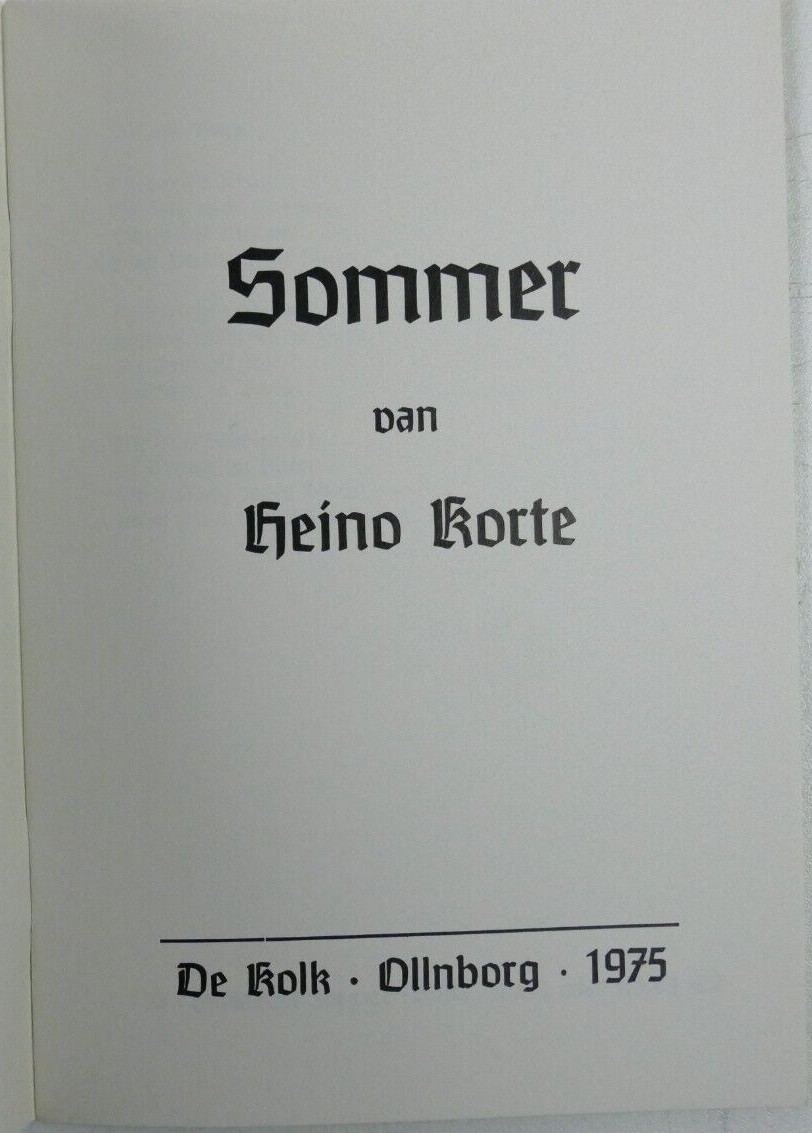 Sommer
van
Heino Korte
De Kolk · Ollnborg · 1975